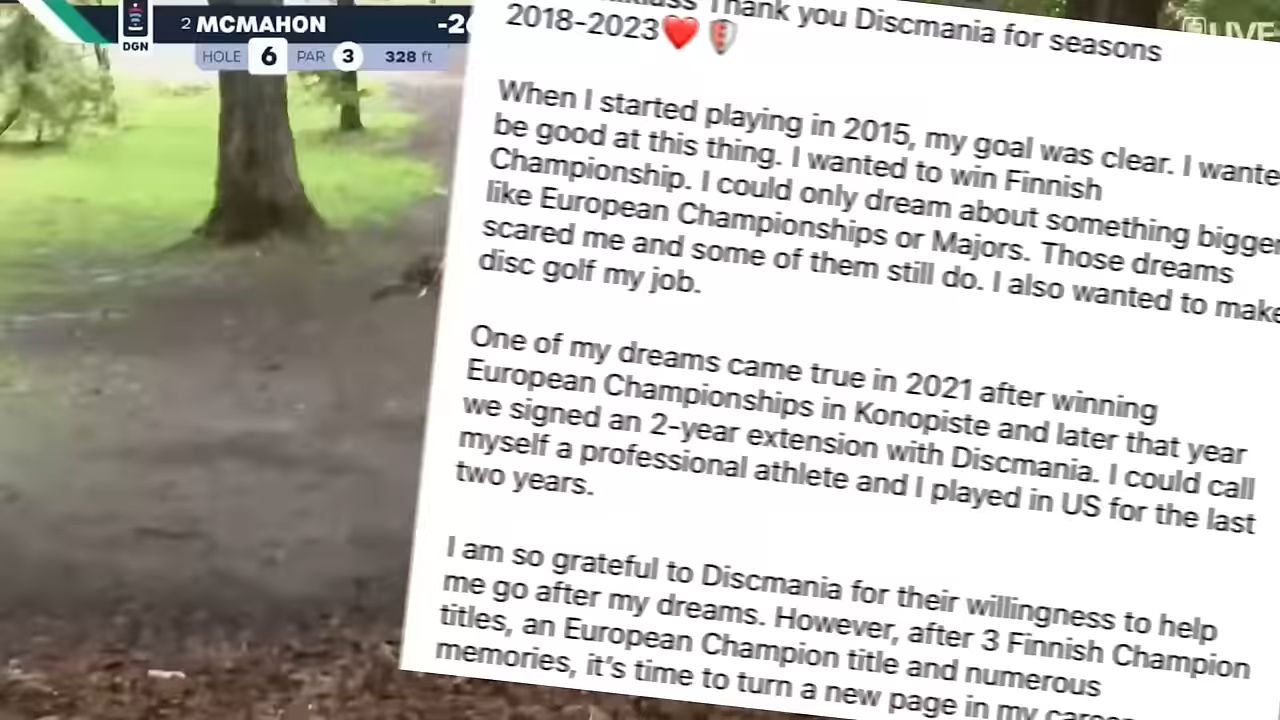 2 MCMAHON
DGN
HOLE 6 PAR 3 328 ft
LIVE
Thank you Discmania for seasons
2018-2023❤️
When I started playing in 2015, my goal was clear. I
be good at this thing. I wanted to win Finnish
Championship. I could only dream about something bigger
like European Championships or Majors. Those dreams
scared me and some of them still do. I also wanted to make
disc golf my job.
One of my dreams came true in 2021 after winning
European Championships in Konopiste and later that year
we signed an 2-year extension with Discmania. I could call
myself a professional athlete and I played in US for the last
two years.
I am so grateful to Discmania for their willingness to help
me go after my dreams. However, after 3 Finnish Champion
titles, an European Champion title and numerous
memories, it's time to turn a new page in my